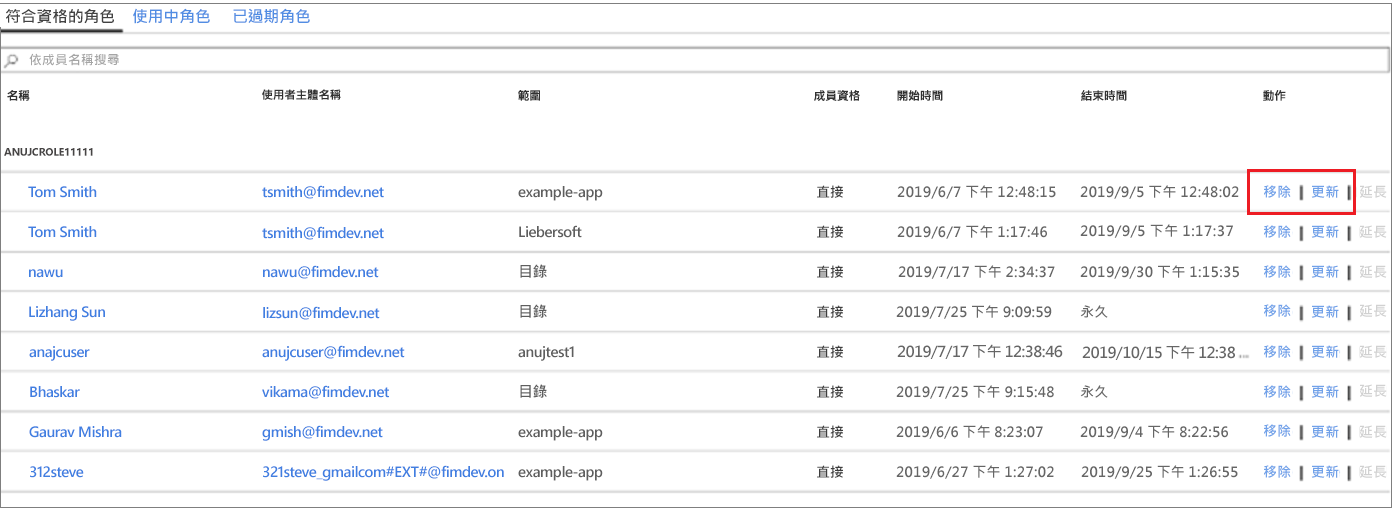 符合資格的角色 使用中角色 已過期角色
依成員名稱搜尋
名稱 使用者主體名稱 範圍 成員資格 開始時間 結束時間 動作
ANUJCROLE11111
Tom Smith tsmith@fimdev.net example-app 直接 2019/6/7 下午 12:48:15 2019/9/5 下午 12:48:02 移除 | 更新 | 延長
Tom Smith tsmith@fimdev.net Liebersoft 直接 2019/6/7 下午 1:17:46 2019/9/5 下午 1:17:37 移除 | 更新 | 延長
nawu nawu@fimdev.net 目錄 直接 2019/7/17 下午 2:34:37 2019/9/30 下午 1:15:35 移除 | 更新 | 延長
Lizhang Sun lizsun@fimdev.net 目錄 直接 2019/7/25 下午 9:09:59 永久 移除 | 更新 | 延長
anajcuser anujcuser@fimdev.net anujtest1 直接 2019/7/17 下午 12:38:46 2019/10/15 下午 12:38 ... 移除 | 更新 | 延長
Bhaskar vikama@fimdev.net 目錄 直接 2019/7/25 下午 9:15:48 永久 移除 | 更新 | 延長
Gaurav Mishra gmish@fimdev.net example-app 直接 2019/6/6 下午 8:23:07 2019/9/4 下午 8:22:56 移除 | 更新 | 延長
312steve 321steve_gmailcom#EXT#@fimdev.on example-app 直接 2019/6/27 下午 1:27:02 2019/9/25 下午 1:26:55 移除 | 更新 | 延長